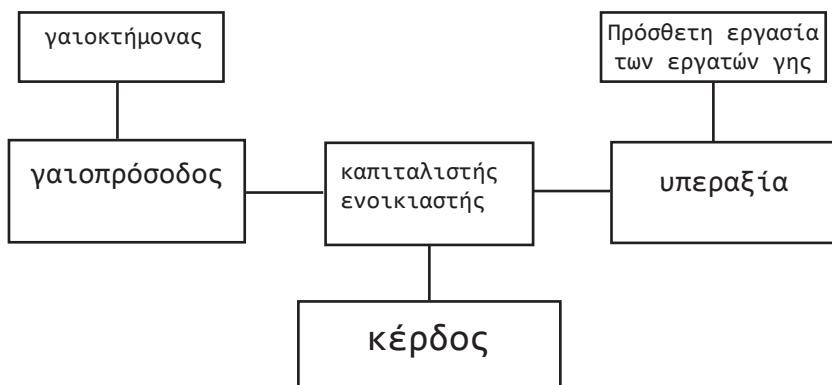 γαιοκτήμονας
Πρόσθετη εργασία
των εργατών γης
γαιοπρόσοδος
καπιταλιστής
ενοικιαστής
υπεραξία
κέρδος